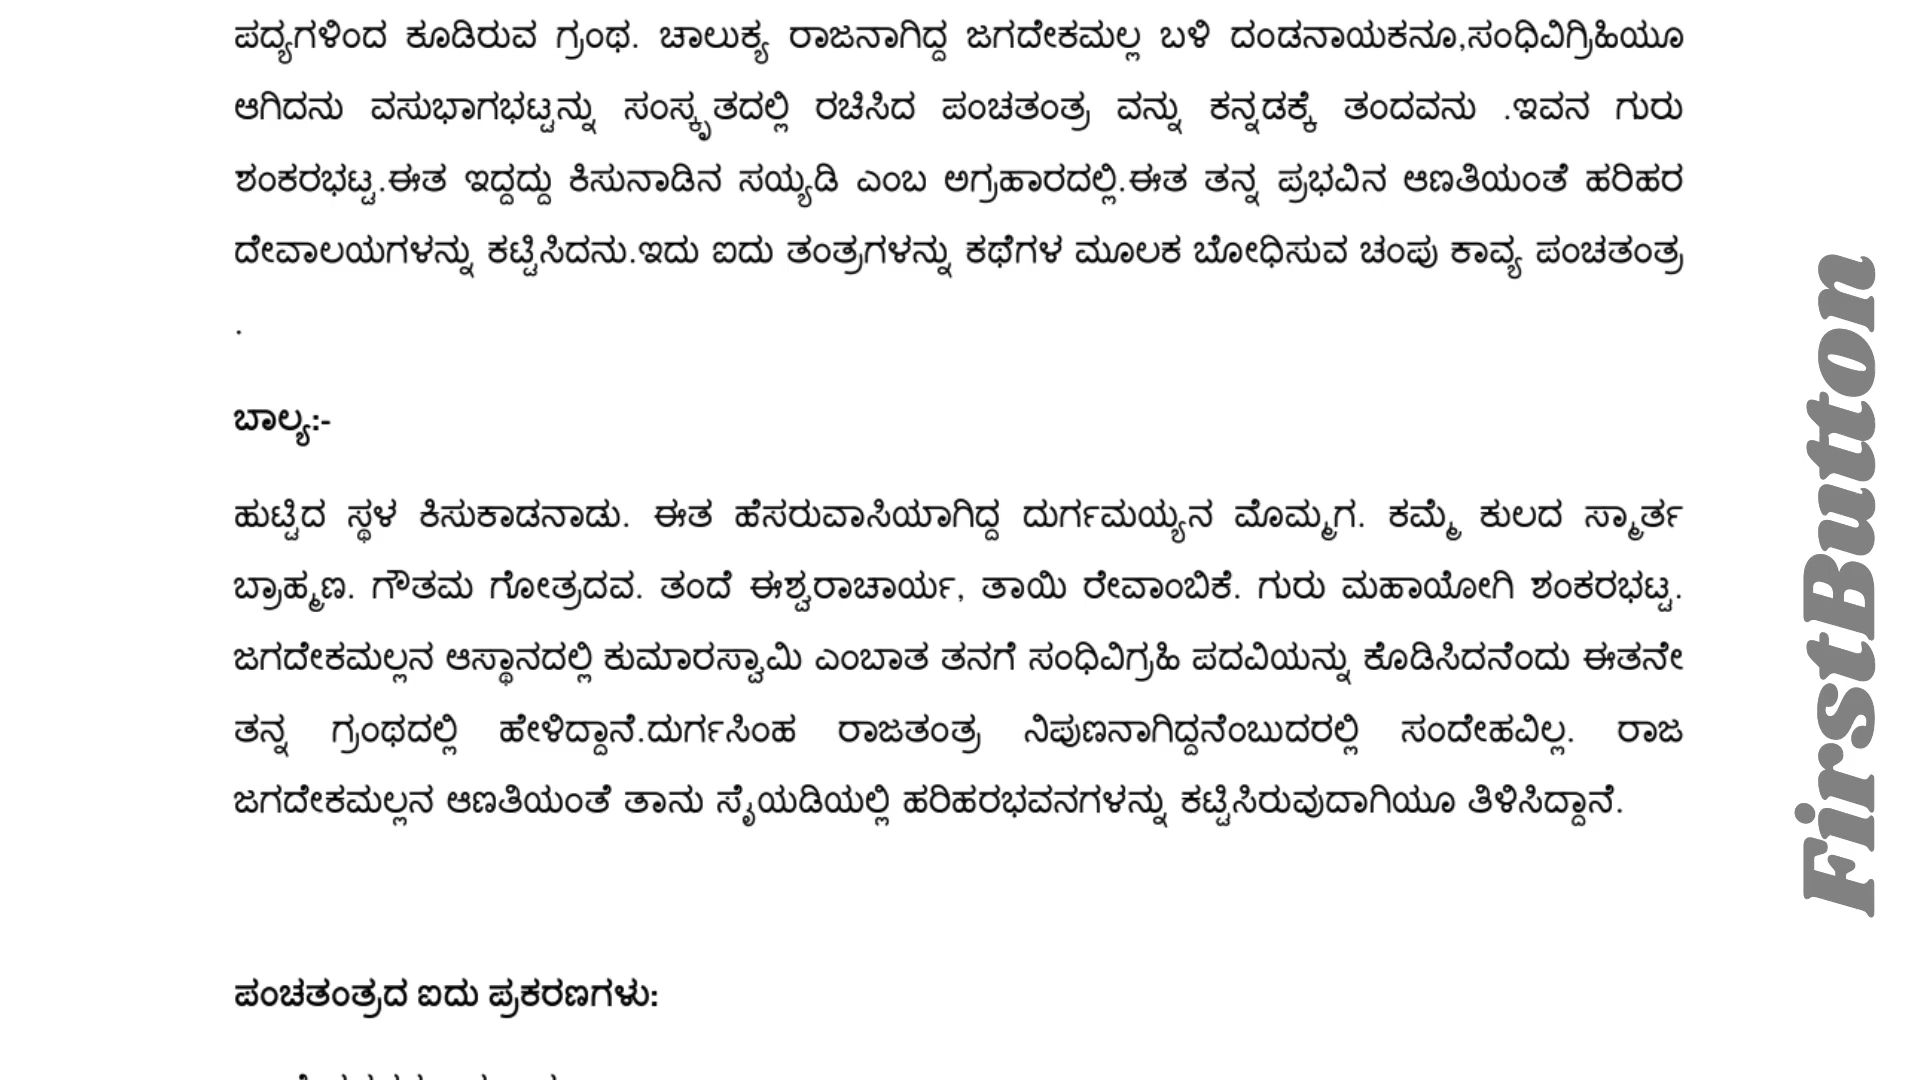 ಪದ್ಯಗಳಿಂದ ಕೂಡಿರುವ ಗ್ರಂಥ. ಚಾಲುಕ್ಯ ರಾಜನಾಗಿದ್ದ ಜಗದೇಕಮಲ್ಲ ಬಳಿ ದಂಡನಾಯಕನೂ,ಸಂಧಿವಿಗ್ರಿಹಿಯೂ
ಆಗಿದನು ವಸುಭಾಗಭಟ್ಟನ್ನು ಸಂಸ್ಕೃತದಲ್ಲಿ ರಚಿಸಿದ ಪಂಚತಂತ್ರ ವನ್ನು ಕನ್ನಡಕ್ಕೆ ತಂದವನು .ಇವನ ಗುರು
ಶಂಕರಭಟ್ಟ.ಈತ ಇದ್ದದ್ದು ಕಿಸುನಾಡಿನ ಸಯ್ಯಡಿ ಎಂಬ ಅಗ್ರಹಾರದಲ್ಲಿ.ಈತ ತನ್ನ ಪ್ರಭವಿನ ಆಣತಿಯಂತೆ ಹರಿಹರ
ದೇವಾಲಯಗಳನ್ನು ಕಟ್ಟಿಸಿದನು.ಇದು ಐದು ತಂತ್ರಗಳನ್ನು ಕಥೆಗಳ ಮೂಲಕ ಬೋಧಿಸುವ ಚಂಪು ಕಾವ್ಯ ಪಂಚತಂತ್ರ
.
ಬಾಲ್ಯ:-
ಹುಟ್ಟಿದ ಸ್ಥಳ ಕಿಸುಕಾಡನಾಡು. ಈತ ಹೆಸರುವಾಸಿಯಾಗಿದ್ದ ದುರ್ಗಮಯ್ಯನ ಮೊಮ್ಮಗ. ಕಮ್ಮೆ ಕುಲದ ಸ್ಮಾರ್ತ
ಬ್ರಾಹ್ಮಣ. ಗೌತಮ ಗೋತ್ರದವ. ತಂದೆ ಈಶ್ವರಾಚಾರ್ಯ, ತಾಯಿ ರೇವಾಂಬಿಕೆ. ಗುರು ಮಹಾಯೋಗಿ ಶಂಕರಭಟ್ಟ.
ಜಗದೇಕಮಲ್ಲನ ಆಸ್ಥಾನದಲ್ಲಿ ಕುಮಾರಸ್ವಾಮಿ ಎಂಬಾತ ತನಗೆ ಸಂಧಿವಿಗ್ರಹಿ ಪದವಿಯನ್ನು ಕೊಡಿಸಿದನೆಂದು ಈತನೇ
ತನ್ನ ಗ್ರಂಥದಲ್ಲಿ ಹೇಳಿದ್ದಾನೆ.ದುರ್ಗಸಿಂಹ ರಾಜತಂತ್ರ ನಿಪುಣನಾಗಿದ್ದನೆಂಬುದರಲ್ಲಿ ಸಂದೇಹವಿಲ್ಲ. ರಾಜ
ಜಗದೇಕಮಲ್ಲನ ಆಣತಿಯಂತೆ ತಾನು ಸೈಯಡಿಯಲ್ಲಿ ಹರಿಹರಭವನಗಳನ್ನು ಕಟ್ಟಿಸಿರುವುದಾಗಿಯೂ ತಿಳಿಸಿದ್ದಾನೆ.
ಪಂಚತಂತ್ರದ ಐದು ಪ್ರಕರಣಗಳು:
FirstButton